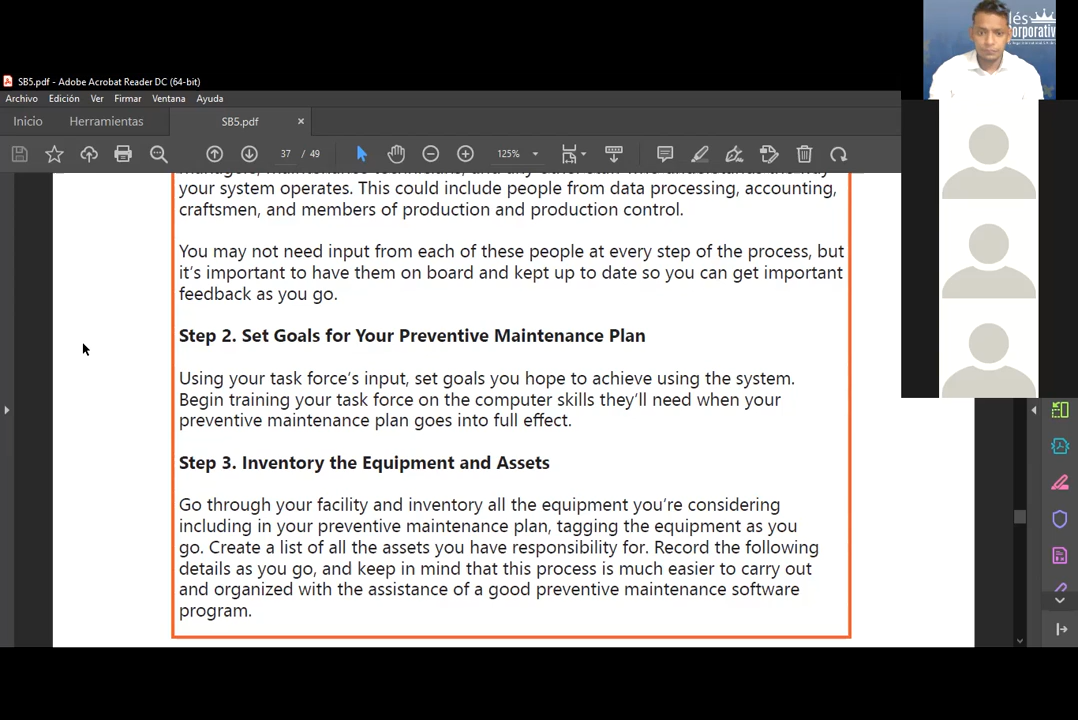 lés
Corporativ
SB5.pdf - Adobe Acrobat Reader DC (64-bit)
Archivo Edición Ver Firmar Ventana Ayuda
Inicio Herramientas SB5.pdf ×
37 / 49 125%
your system operates. This could include people from data processing, accounting,
craftsmen, and members of production and production control.
You may not need input from each of these people at every step of the process, but
it's important to have them on board and kept up to date so you can get important
feedback as you go.
Step 2. Set Goals for Your Preventive Maintenance Plan
Using your task force's input, set goals you hope to achieve using the system.
Begin training your task force on the computer skills they'll need when your
preventive maintenance plan goes into full effect.
Step 3. Inventory the Equipment and Assets
Go through your facility and inventory all the equipment you're considering
including in your preventive maintenance plan, tagging the equipment as you
go. Create a list of all the assets you have responsibility for. Record the following
details as you go, and keep in mind that this process is much easier to carry out
and organized with the assistance of a good preventive maintenance software
program.